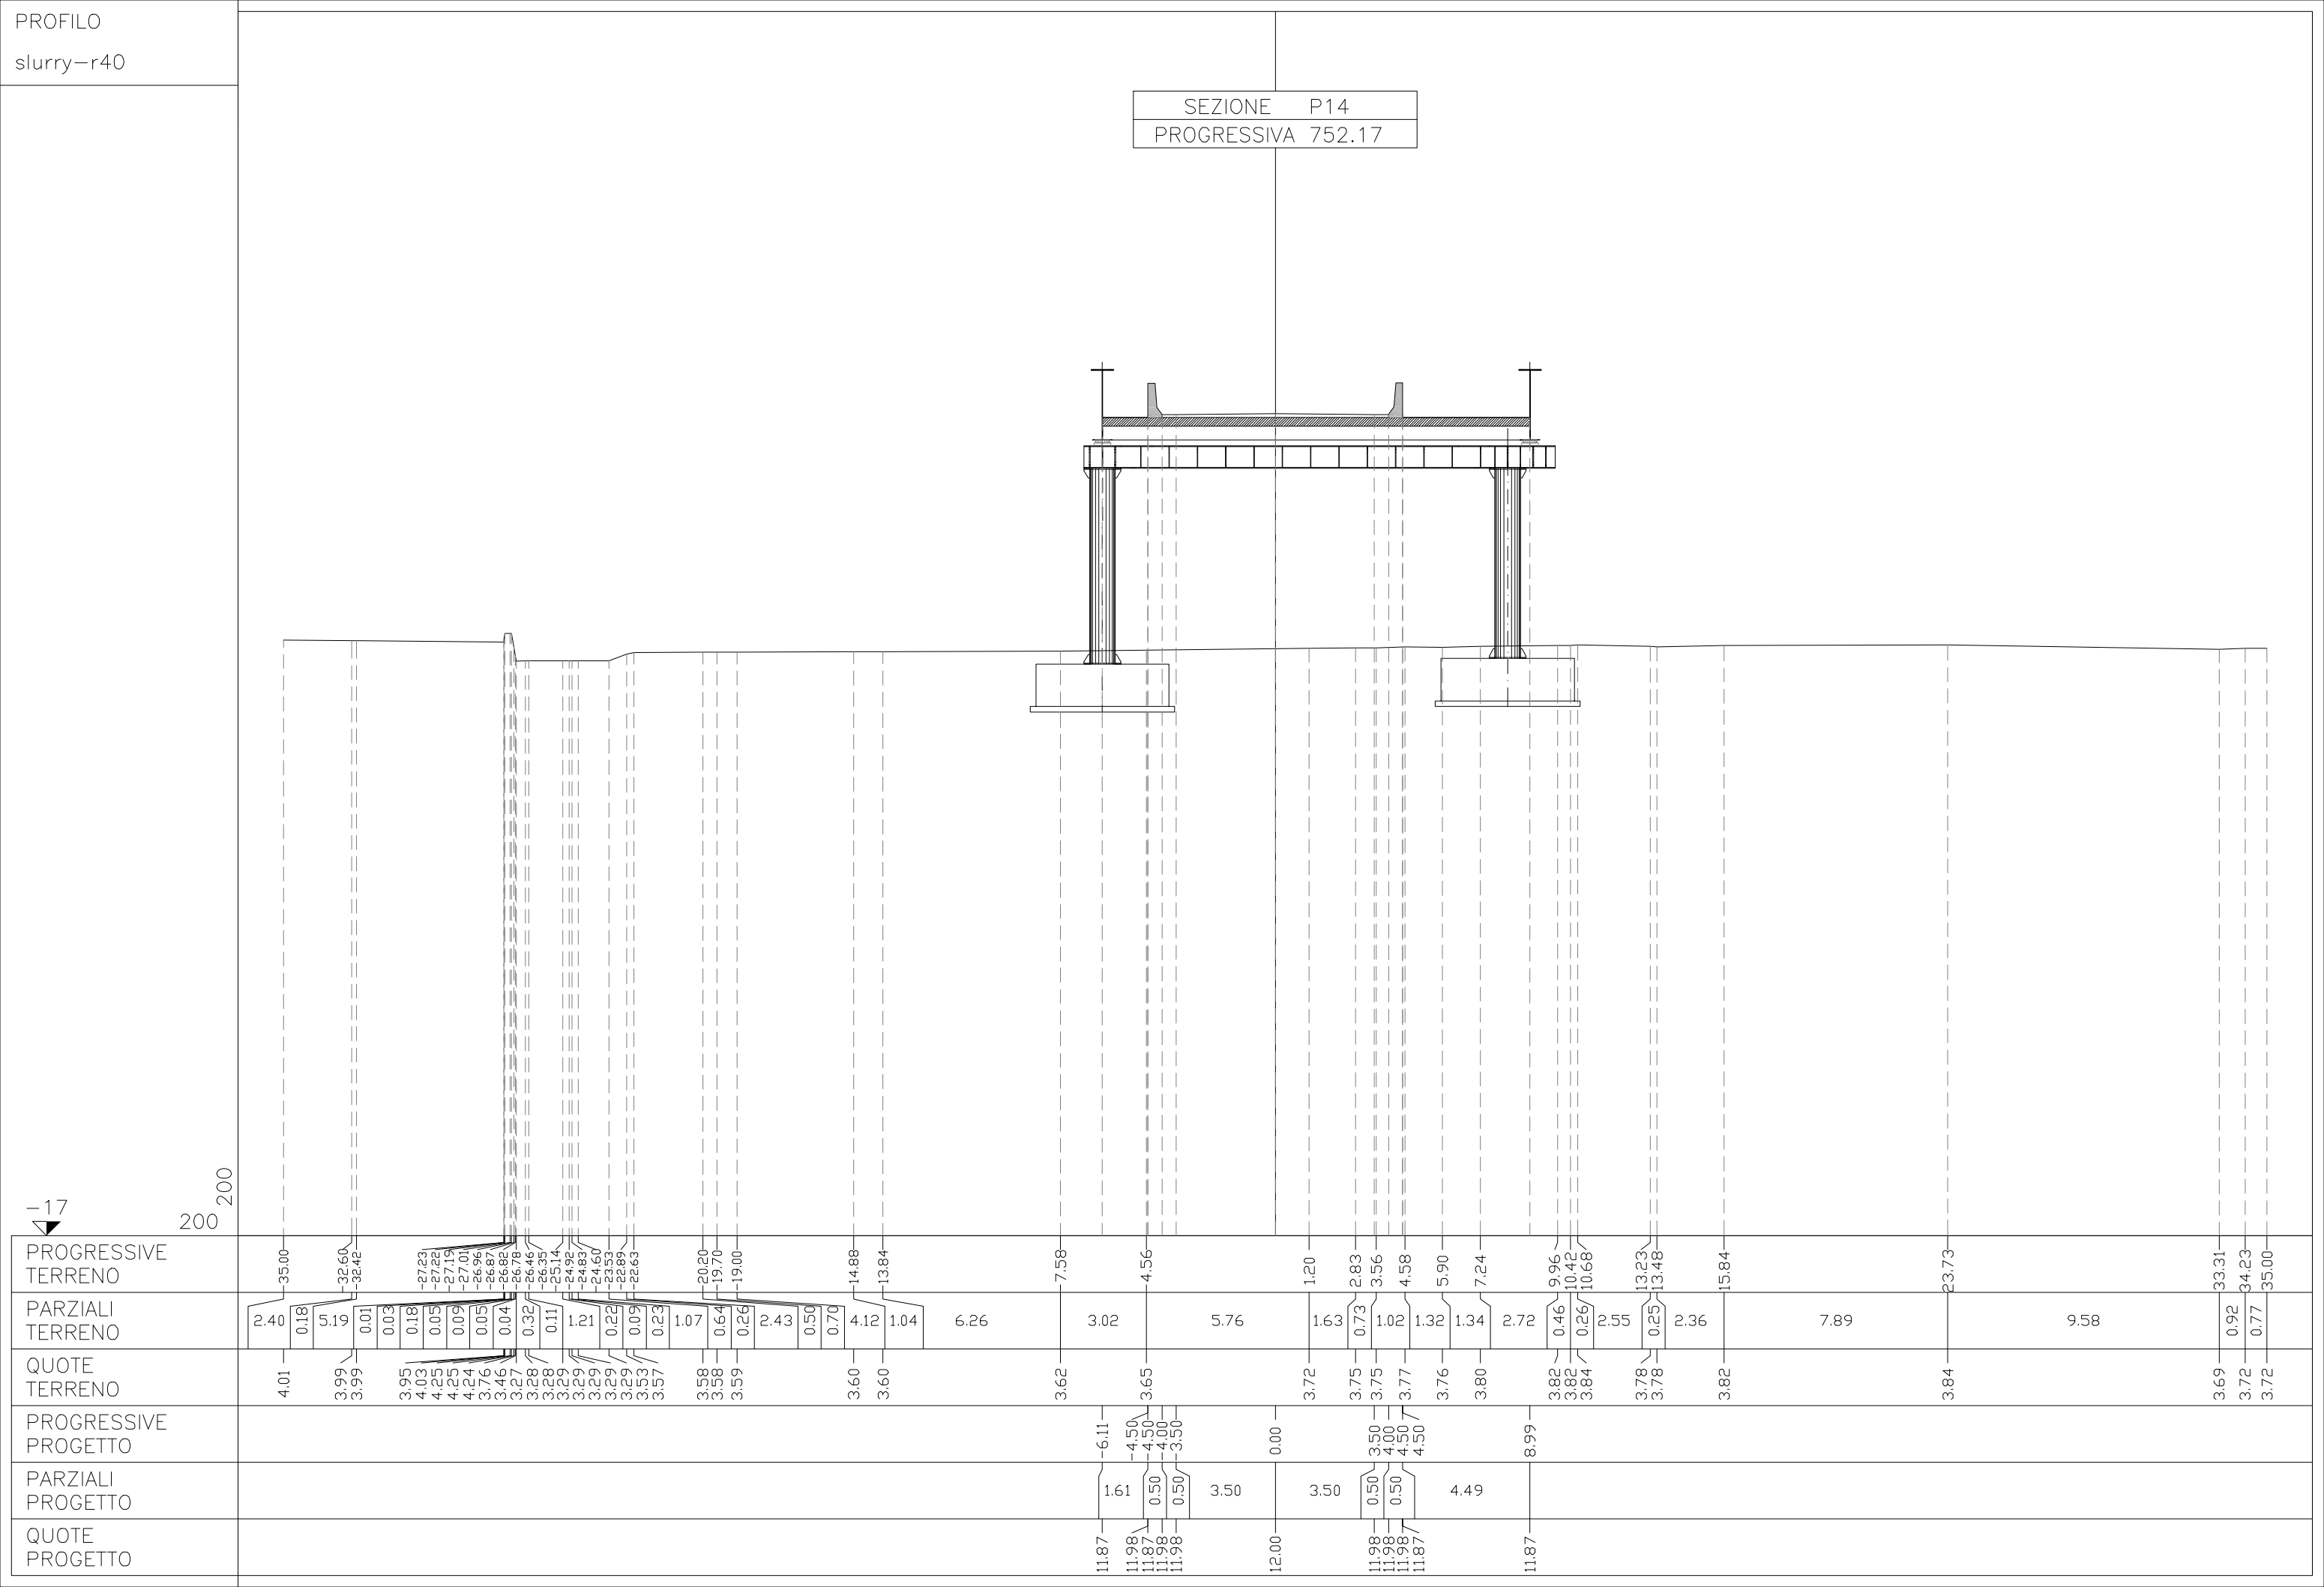 PROFILO
slurry-r40
SEZIONE P14
PROGRESSIVA 752.17
-17
200
200
PROGRESSIVE
TERRENO
-35.00 -32.60 -32.42 -27.23 -27.22 -27.19 -27.01 -26.96 -26.87 -26.82 -26.78 -26.46 -26.35 -25.14 -24.92 -24.83 -24.60 -23.53 -22.89 -22.63 -20.20 -19.70 -19.00 -14.88 -13.84 -7.58 -4.56 1.20 2.83 3.56 4.58 5.90 7.24 9.96 10.42 10.68 13.23 13.48 15.84 23.73 33.31 34.23 35.00
PARZIALI
TERRENO
2.40 0.18 5.19 0.01 0.03 0.18 0.05 0.09 0.05 0.04 0.32 0.11 1.21 0.22 0.09 0.23 1.07 0.64 0.26 2.43 0.50 0.70 4.12 1.04 6.26 3.02 5.76 1.63 0.73 1.02 1.32 1.34 2.72 0.46 0.26 2.55 0.25 2.36 7.89 9.58 0.92 0.77
QUOTE
TERRENO
4.01 3.99 3.99 3.95 4.03 4.25 4.25 4.24 3.76 3.46 3.27 3.28 3.28 3.29 3.29 3.29 3.29 3.29 3.53 3.57 3.58 3.58 3.59 3.60 3.60 3.62 3.65 3.72 3.75 3.75 3.77 3.76 3.80 3.82 3.82 3.84 3.78 3.78 3.82 3.84 3.69 3.72 3.72
PROGRESSIVE
PROGETTO
-6.11 -4.50 -4.50 -4.00 -3.50 0.00 3.50 4.00 4.50 4.50 8.99
PARZIALI
PROGETTO
1.61 0.50 0.50 3.50 3.50 0.50 0.50 4.49
QUOTE
PROGETTO
11.87 11.98 11.87 11.98 11.98 12.00 11.98 11.98 11.98 11.87 11.87